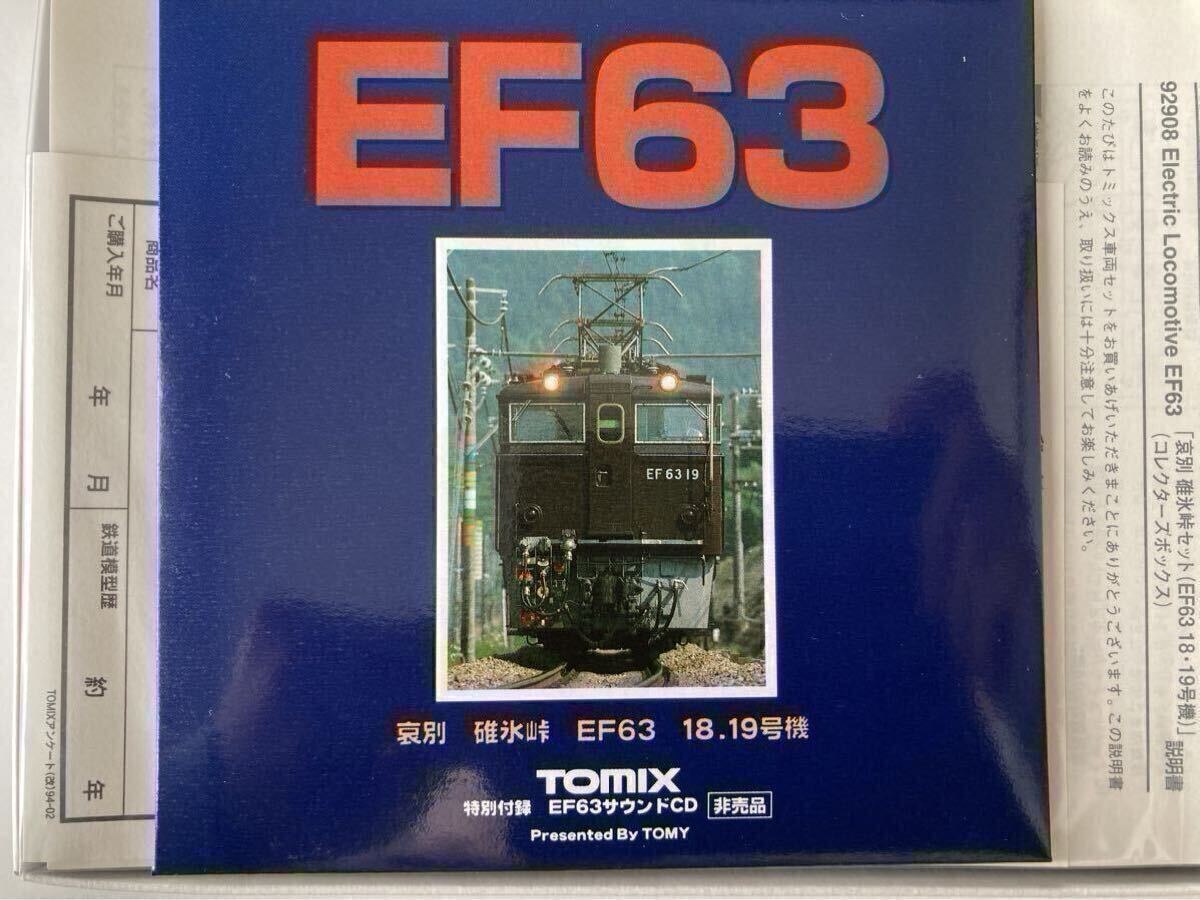 EF63
EF 63 19
哀別 碓氷峠 EF63 18.19号機
TOMIX
特別付録 EF63サウンドCD 非売品
Presented By TOMY
92908 Electric Locomotive EF63 「哀別 碓氷峠セット(EF63 18・19号機)」 説明書
(コレクターズボックス)
このたびはトミックス車両セットをお買いあげいただきまことにありがとうございます。この説明書
をよくお読みのうえ、取り扱いには十分注意してお楽しみください。
商品名
ご購入年月
年 月
鉄道模型歴
約 年
TOMIXアンケート(改)94-02